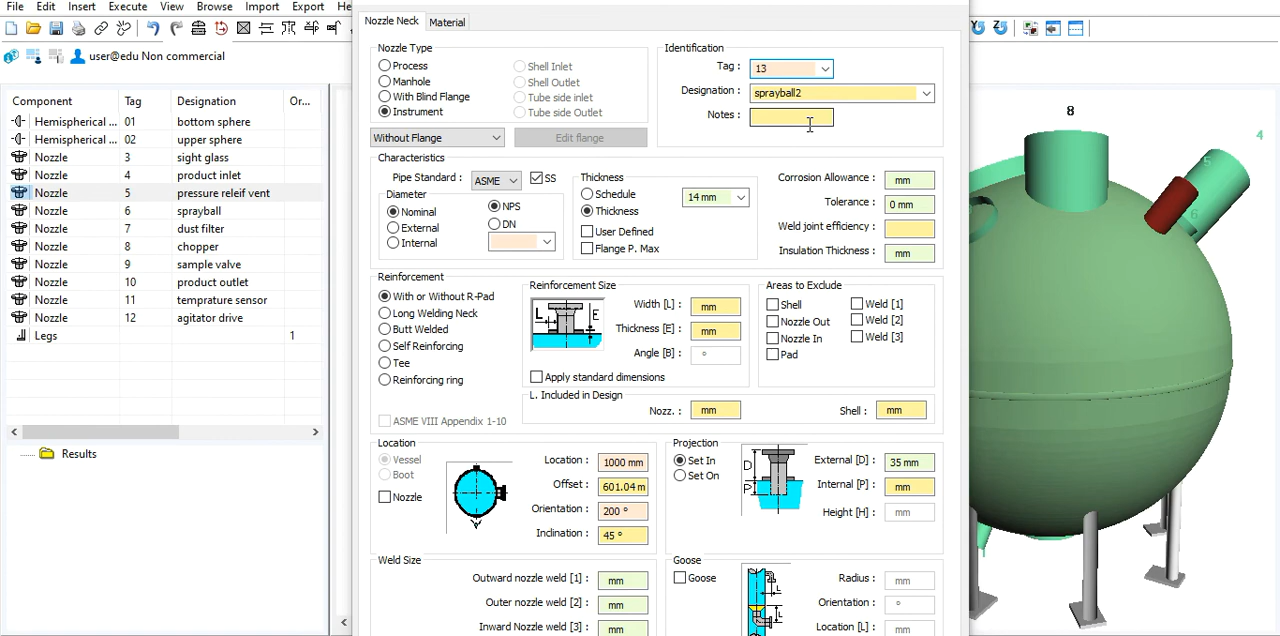 File Edit Insert Execute View Browse Import Export H
user@edu Non commercial
Component Tag Designation Or...
Hemispherical ... 01 bottom sphere
Hemispherical ... 02 upper sphere
Nozzle 3 sight glass
Nozzle 4 product inlet
Nozzle 5 pressure releif vent
Nozzle 6 sprayball
Nozzle 7 dust filter
Nozzle 8 chopper
Nozzle 9 sample valve
Nozzle 10 product outlet
Nozzle 11 temprature sensor
Nozzle 12 agitator drive
Legs 1
Results
Nozzle Neck Material
Nozzle Type
Process Shell Inlet
Manhole Shell Outlet
With Blind Flange Tube side inlet
Instrument Tube side Outlet
Without Flange Edit flange
Identification
Tag : 13
Designation : sprayball2
Notes :
Characteristics
Pipe Standard : ASME SS
Diameter
Nominal NPS
External DN
Internal
Thickness
Schedule 14 mm
Thickness
User Defined
Flange P. Max
Corrosion Allowance : mm
Tolerance : 0 mm
Weld joint efficiency :
Insulation Thickness : mm
Reinforcement
With or Without R-Pad
Long Welding Neck
Butt Welded
Self Reinforcing
Tee
Reinforcing ring
ASME VIII Appendix 1-10
Reinforcement Size
L E
Width [L] : mm
Thickness [E] : mm
Angle [B] : °
Apply standard dimensions
Areas to Exclude
Shell Weld [1]
Nozzle Out Weld [2]
Nozzle In Weld [3]
Pad
L. Included in Design
Nozz. : mm Shell : mm
Location
Vessel
Boot
Nozzle
Location : 1000 mm
Offset : 601.04 m
Orientation : 200 °
Inclination : 45 °
Projection
Set In
Set On
D
P
External [D] : 35 mm
Internal [P] : mm
Height [H] : mm
Weld Size
Outward nozzle weld [1] : mm
Outer nozzle weld [2] : mm
Inward Nozzle weld [3] : mm
Goose
Goose
L
L
Radius : mm
Orientation : °
Location [L] : mm
Y Z
8
4
5
6